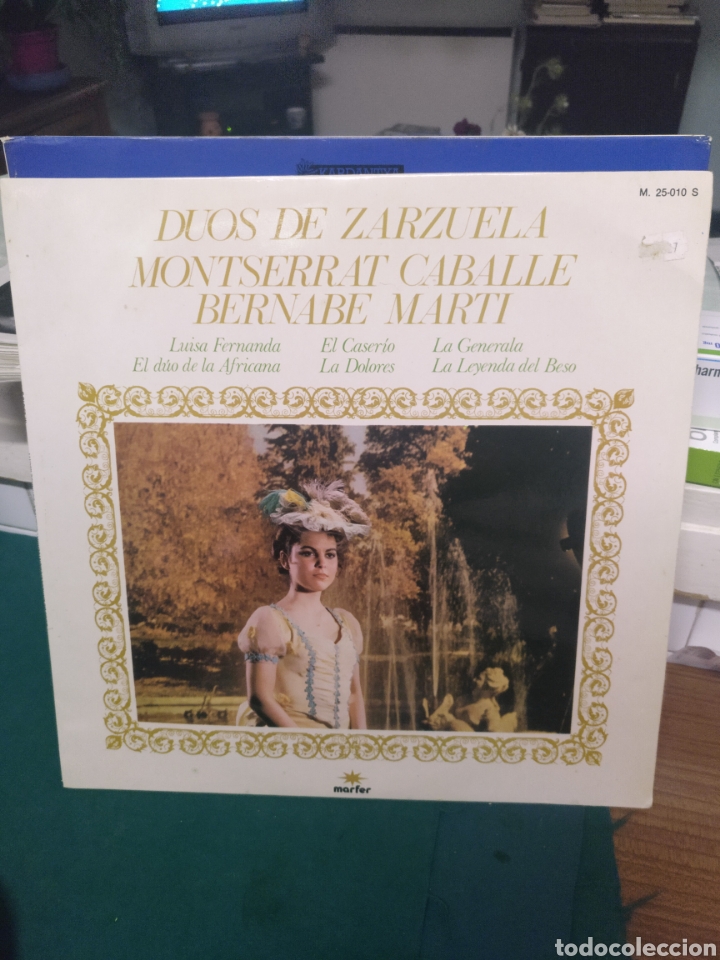 M. 25-010 S
DUOS DE ZARZUELA
MONTSERRAT CABALLE
BERNABE MARTI
Luisa Fernanda El Caserío La Generala
El dúo de la Africana La Dolores La Leyenda del Beso
marfer
todocoleccion